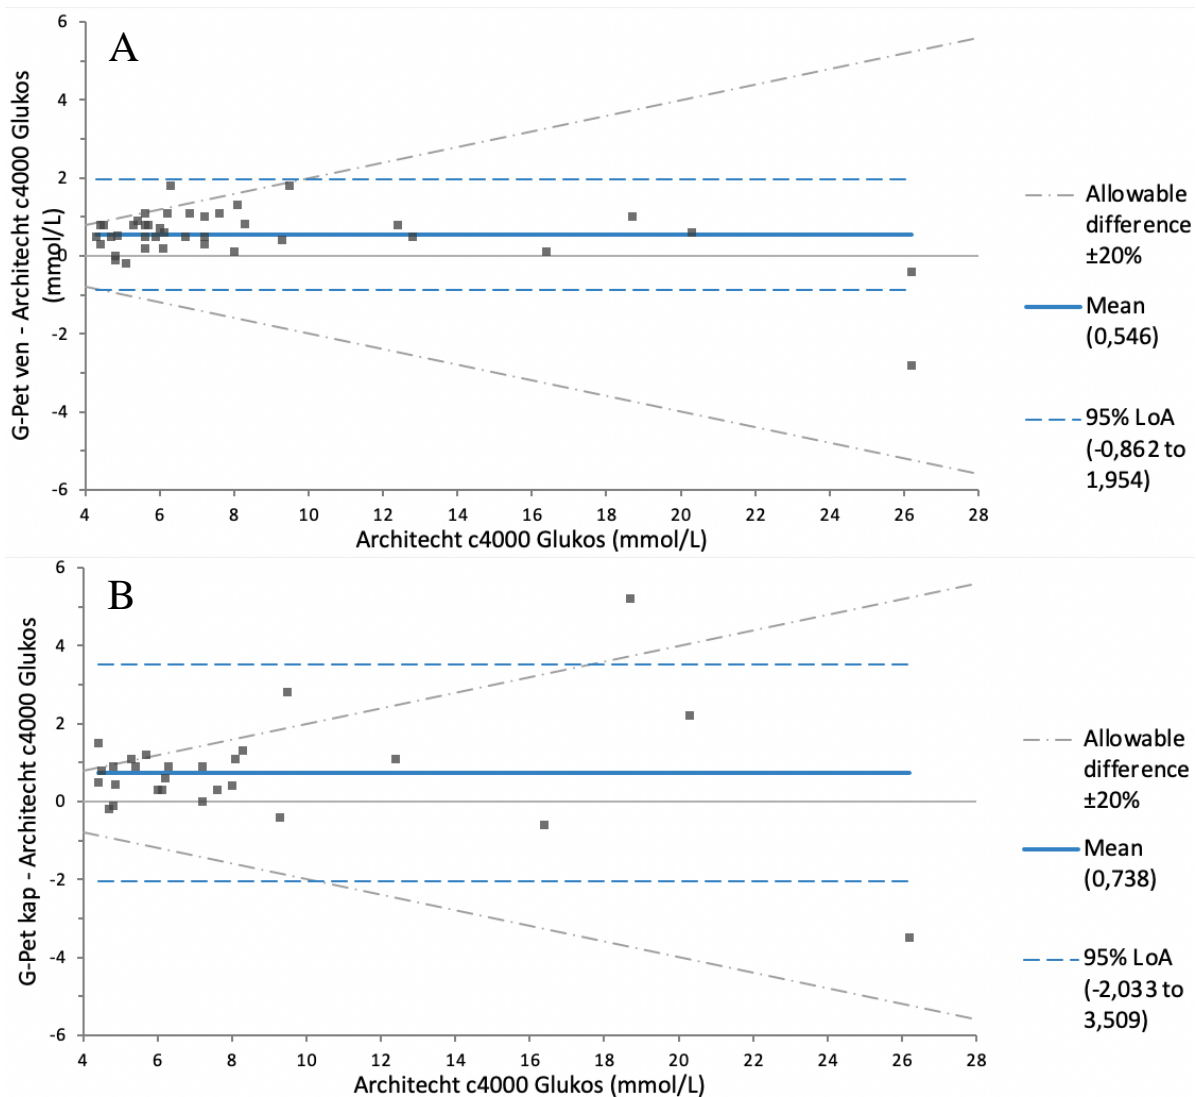 A
G-Pet ven - Architecht c4000 Glukos
(mmol/L)
6
4
2
0
-2
-4
-6
4 6 8 10 12 14 16 18 20 22 24 26 28
Architecht c4000 Glukos (mmol/L)
Allowable
difference
±20%
Mean
(0,546)
95% LoA
(-0,862 to
1,954)
B
G-Pet kap - Architecht c4000 Glukos
6
4
2
0
-2
-4
-6
4 6 8 10 12 14 16 18 20 22 24 26 28
Architecht c4000 Glukos (mmol/L)
Allowable
difference
±20%
Mean
(0,738)
95% LoA
(-2,033 to
3,509)